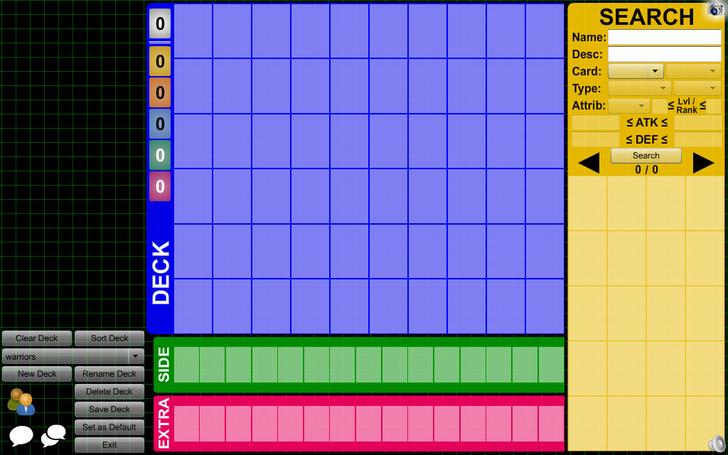 0
0
0
0
0
0
DECK
SIDE
EXTRA
Clear Deck
Sort Deck
warriors
New Deck
Rename Deck
Delete Deck
Save Deck
Set as Default
Exit
SEARCH
Name:
Desc:
Card:
Type:
Attrib:
≤ Lvl / Rank ≤
≤ ATK ≤
≤ DEF ≤
Search
0 / 0